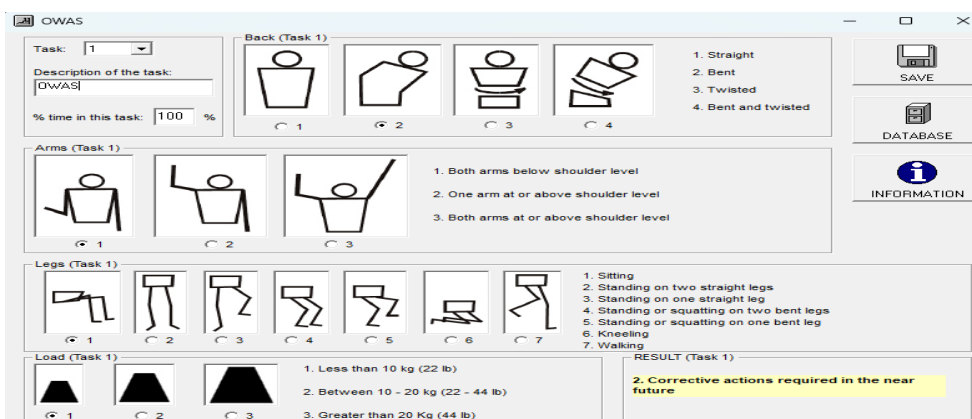 OWAS
Task: 1
Description of the task:
OWAS
% time in this task: 100 %
Back (Task 1)
1 2 3 4
1. Straight
2. Bent
3. Twisted
4. Bent and twisted
SAVE
DATABASE
INFORMATION
Arms (Task 1)
1 2 3
1. Both arms below shoulder level
2. One arm at or above shoulder level
3. Both arms at or above shoulder level
Legs (Task 1)
1 2 3 4 5 6 7
1. Sitting
2. Standing on two straight legs
3. Standing on one straight leg
4. Standing or squatting on two bent legs
5. Standing or squatting on one bent leg
6. Kneeling
7. Walking
Load (Task 1)
1 2 3
1. Less than 10 kg (22 lb)
2. Between 10 - 20 kg (22 - 44 lb)
3. Greater than 20 Kg (44 lb)
RESULT (Task 1)
2. Corrective actions required in the near
future